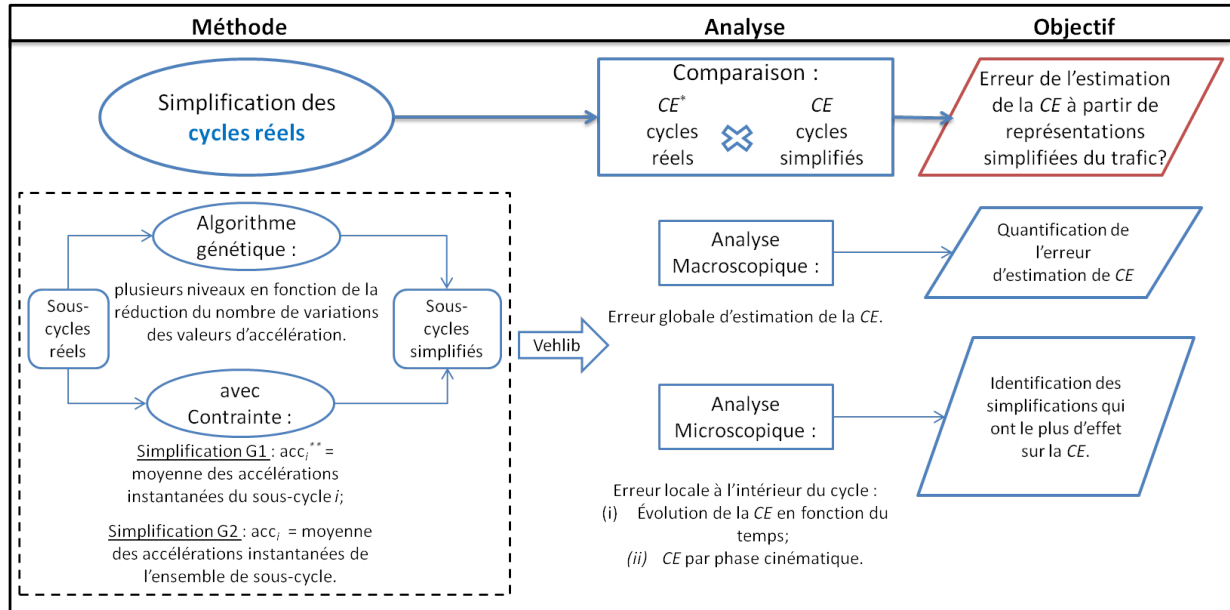 Méthode
Analyse
Objectif
Simplification des
cycles réels
Comparaison :
CE*
cycles
réels
CE
cycles
simplifiés
Erreur de l'estimation
de la CE à partir de
représentations
simplifiées du trafic?
Algorithme
génétique :
plusieurs niveaux en fonction de la
réduction du nombre de variations
des valeurs d'accélération.
Sous-
cycles
réels
Sous-
cycles
simplifiés
avec
Contrainte :
Simplification G1 : acc_i** =
moyenne des accélérations
instantanées du sous-cycle i;
Simplification G2 : acc_i = moyenne
des accélérations instantanées de
l'ensemble de sous-cycle.
Vehlib
Analyse
Macroscopique :
Erreur globale d'estimation de la CE.
Quantification de
l'erreur
d'estimation de CE
Analyse
Microscopique :
Erreur locale à l'intérieur du cycle :
(i) Évolution de la CE en fonction du
temps;
(ii) CE par phase cinématique.
Identification des
simplifications qui
ont le plus d'effet
sur la CE.